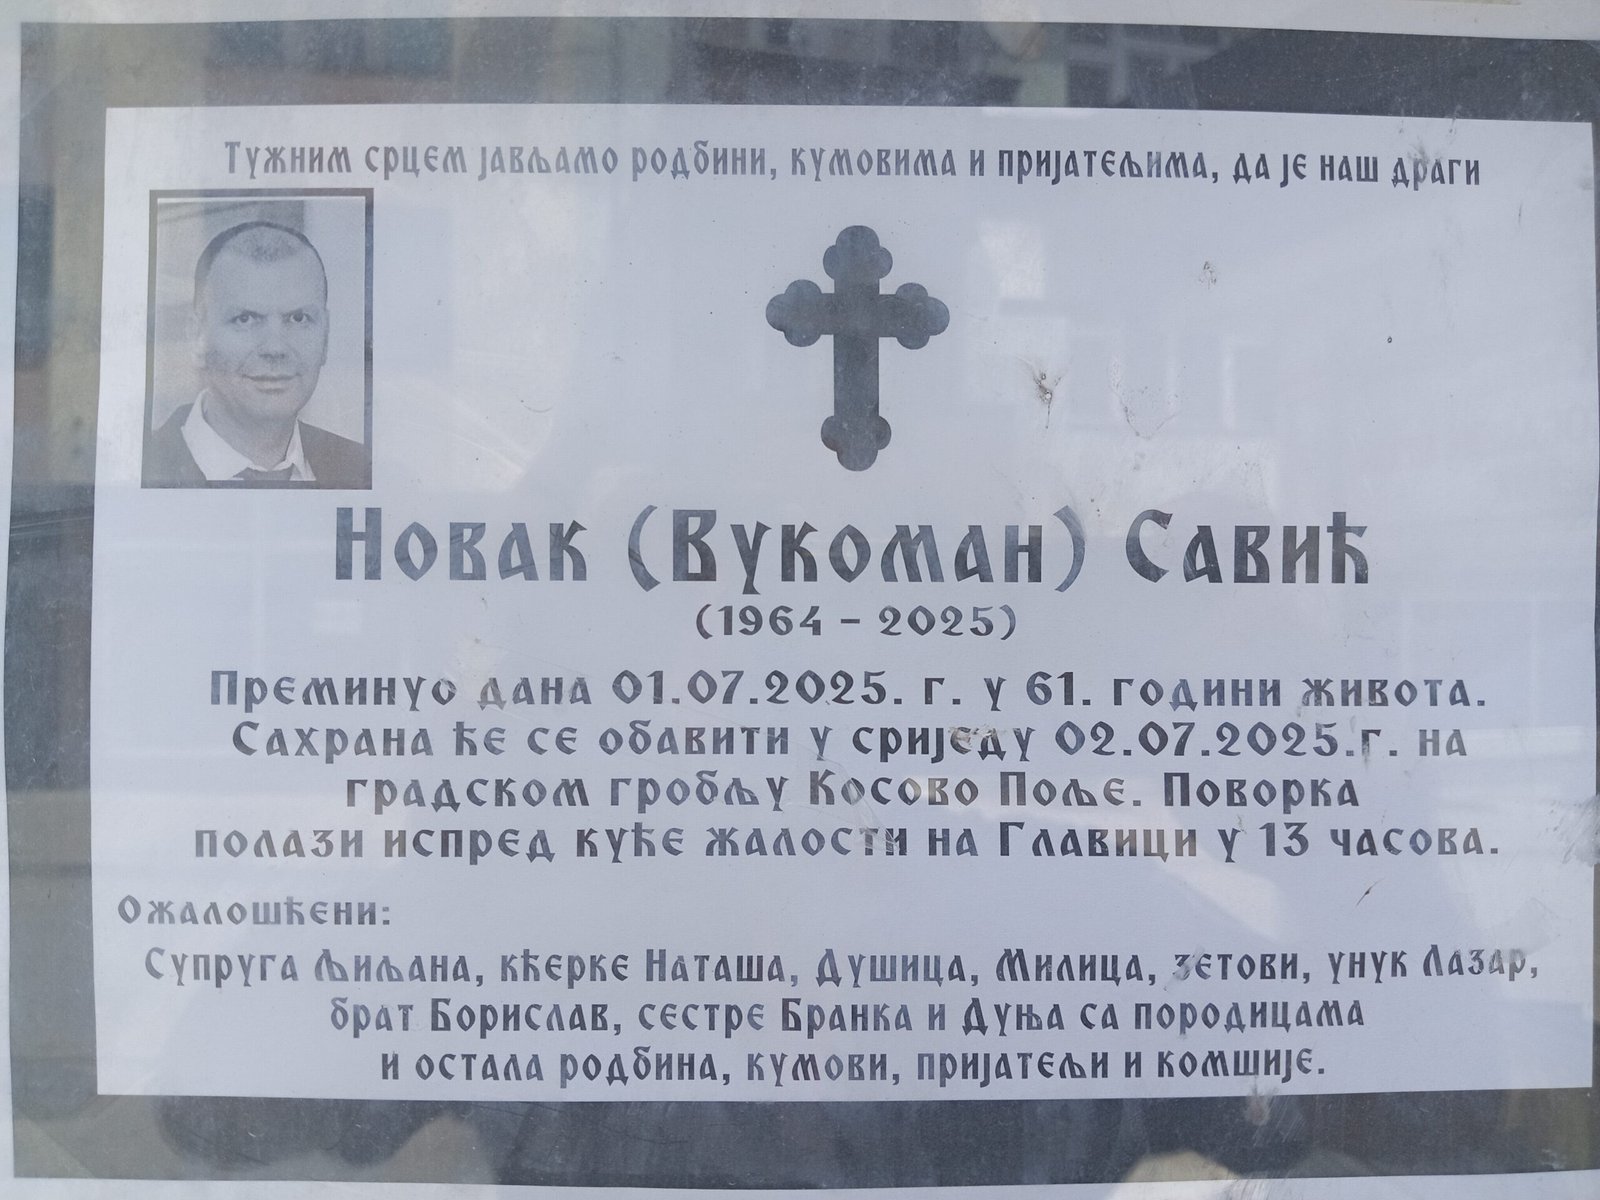 Тужним срцем јављамо родбини, кумовима и пријатељима, да је наш драги
Новак (Вукоман) Савић
(1964 - 2025)
Преминуо дана 01.07.2025. г. у 61. години живота.
Сахрана ће се обавити у сриједу 02.07.2025.г. на
градском гробљу Косово Поље. Поворка
полази испред куће жалости на Главици у 13 часова.
Ожалошћени:
Супруга Љиљана, кћерке Наташа, Душица, Милица, зетови, унук Лазар,
брат Борислав, сестре Бранка и Дуња са породицама
и остала родбина, кумови, пријатељи и комшије.